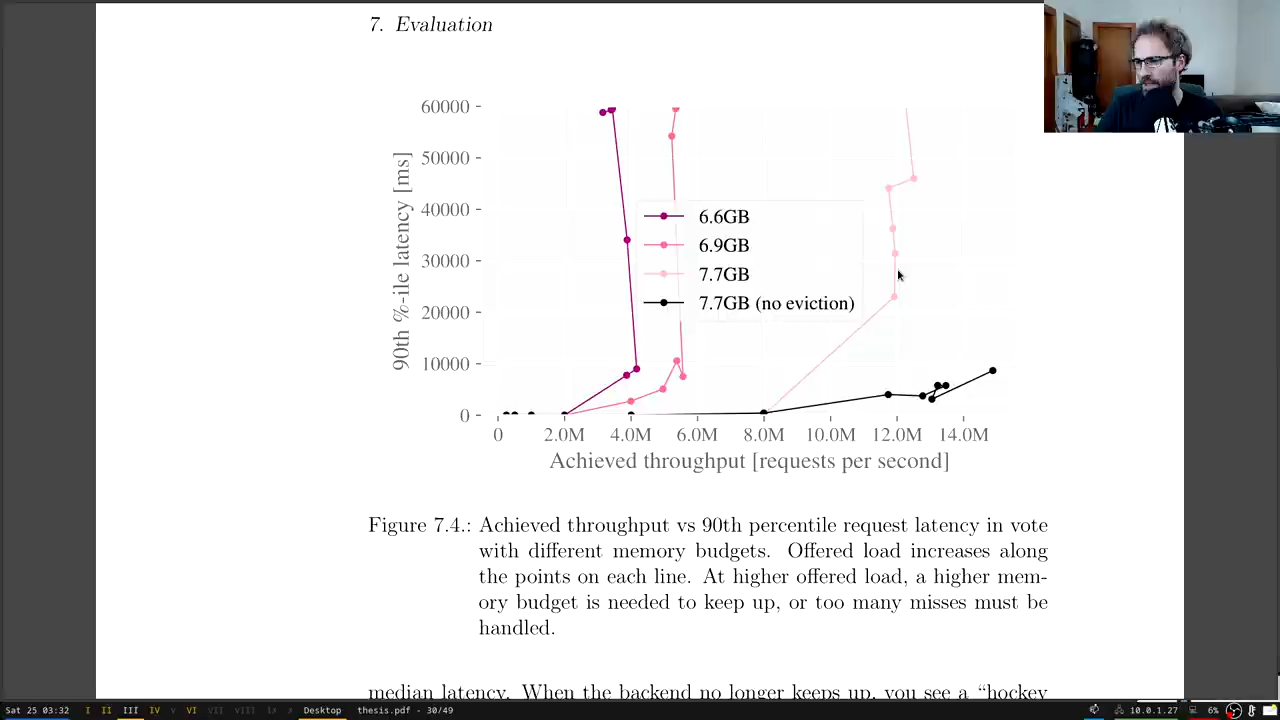 7. Evaluation
60000
50000
40000
30000
20000
10000
0
90th %-ile latency [ms]
6.6GB
6.9GB
7.7GB
7.7GB (no eviction)
0 2.0M 4.0M 6.0M 8.0M 10.0M 12.0M 14.0M
Achieved throughput [requests per second]
Figure 7.4.: Achieved throughput vs 90th percentile request latency in vote
with different memory budgets. Offered load increases along
the points on each line. At higher offered load, a higher mem-
ory budget is needed to keep up, or too many misses must be
handled.
median latency. When the backend no longer keeps up, you see a “hockey
Sat 25 03:32 I II III IV V VI VII VIII Desktop thesis.pdf - 30/49 10.0.1.27 6%